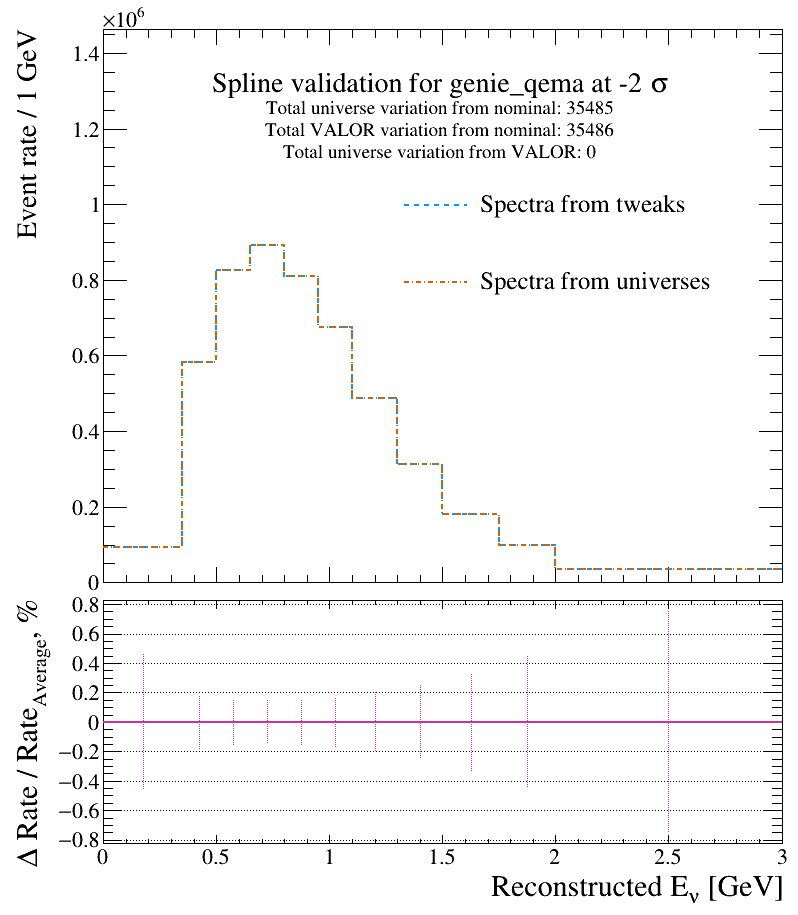 ×10⁶
Event rate / 1 GeV
1.4
1.2
1
0.8
0.6
0.4
0.2
0
Spline validation for genie_qema at -2 σ
Total universe variation from nominal: 35485
Total VALOR variation from nominal: 35486
Total universe variation from VALOR: 0
Spectra from tweaks
Spectra from universes
Δ Rate / Rate_Average, %
0.8
0.6
0.4
0.2
0
−0.2
−0.4
−0.6
−0.8
0 0.5 1 1.5 2 2.5 3
Reconstructed E_ν [GeV]